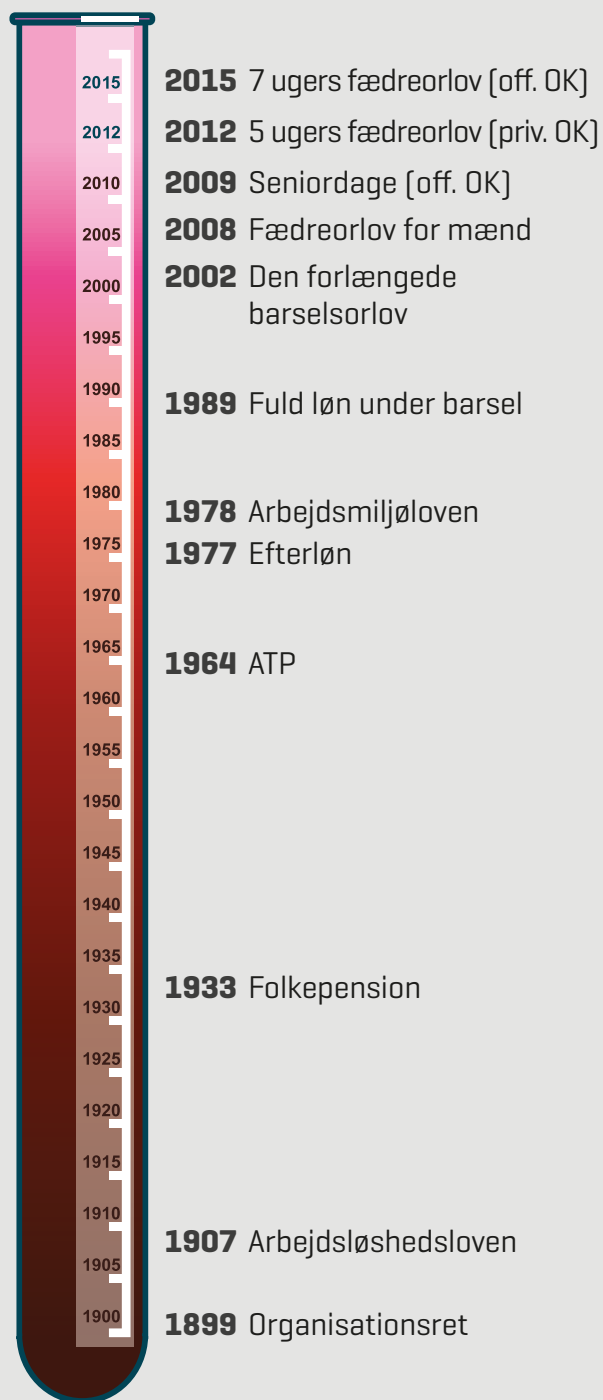 2015
2012
2010
2005
2000
1995
1990
1985
1980
1975
1970
1965
1960
1955
1950
1945
1940
1935
1930
1925
1920
1915
1910
1905
1900
2015 7 ugers fædreorlov (off. OK)
2012 5 ugers fædreorlov (priv. OK)
2009 Seniordage (off. OK)
2008 Fædreorlov for mænd
2002 Den forlængede
barselsorlov
1989 Fuld løn under barsel
1978 Arbejdsmiljøloven
1977 Efterløn
1964 ATP
1933 Folkepension
1907 Arbejdsløshedsloven
1899 Organisationsret